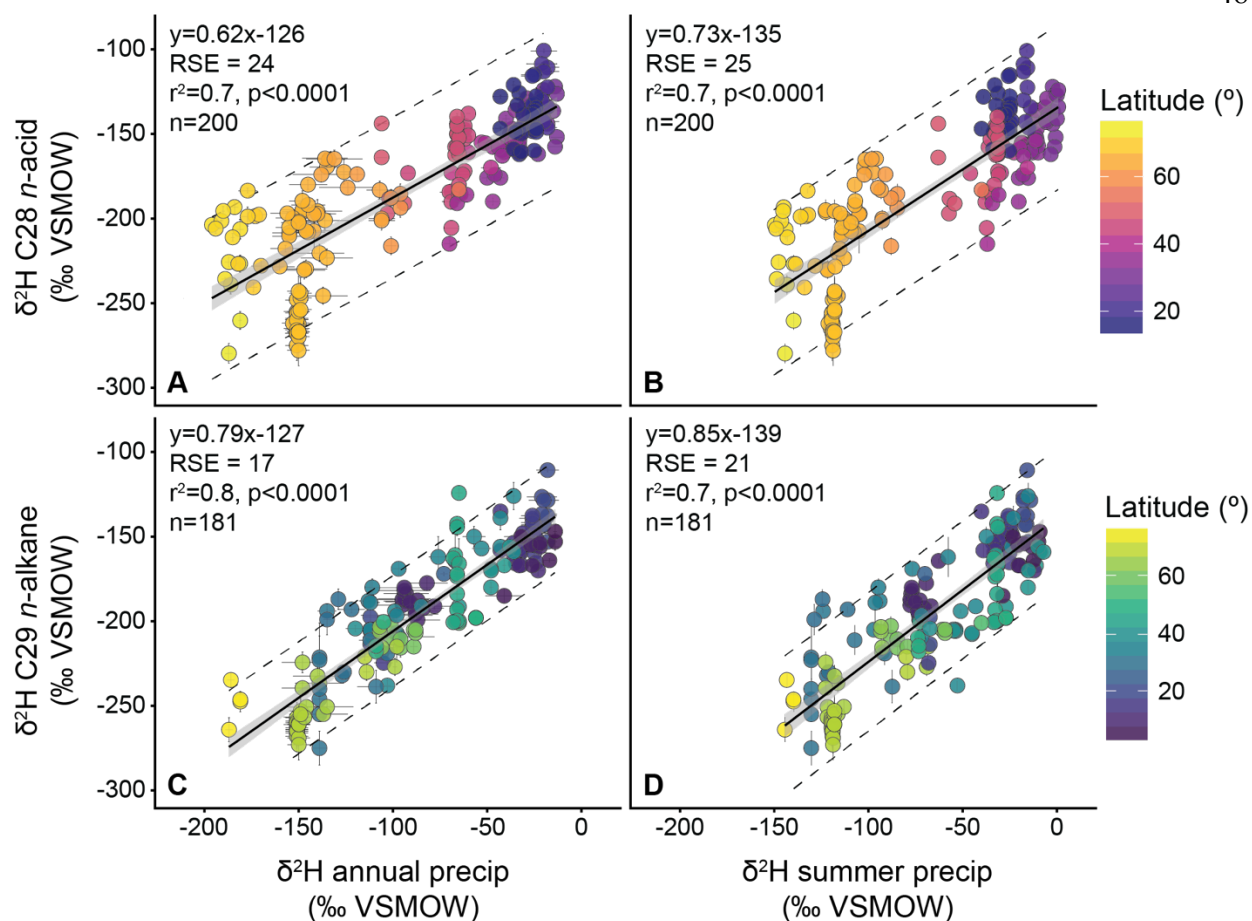 y=0.62x-126
RSE = 24
r²=0.7, p<0.0001
n=200
A
y=0.73x-135
RSE = 25
r²=0.7, p<0.0001
n=200
B
Latitude (º)
60
40
20
-100
-150
-200
-250
-300
δ²H C28 n-acid
(‰ VSMOW)
y=0.79x-127
RSE = 17
r²=0.8, p<0.0001
n=181
C
y=0.85x-139
RSE = 21
r²=0.7, p<0.0001
n=181
D
Latitude (º)
60
40
20
-100
-150
-200
-250
-300
δ²H C29 n-alkane
(‰ VSMOW)
-200 -150 -100 -50 0
-200 -150 -100 -50 0
δ²H annual precip
(‰ VSMOW)
δ²H summer precip
(‰ VSMOW)